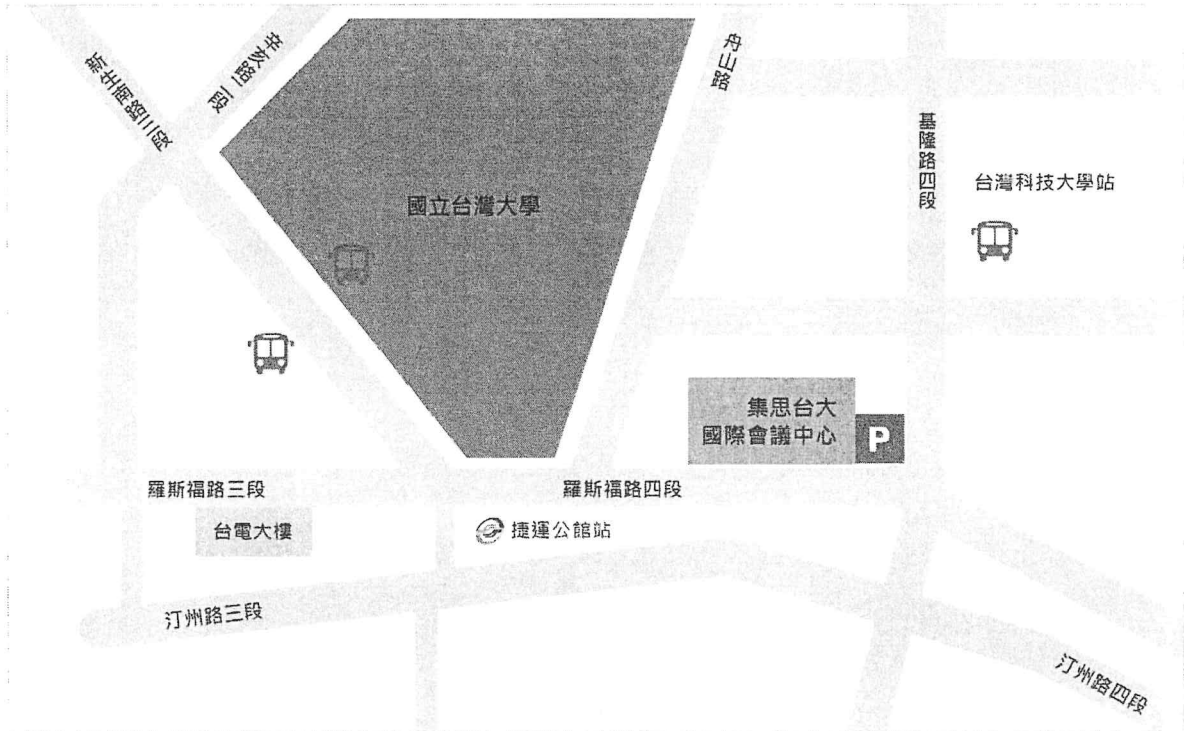 新生南路三段
辛亥路二段
舟山路
基隆路四段
台灣科技大學站
國立台灣大學
集思台大
國際會議中心
P
羅斯福路三段
羅斯福路四段
台電大樓
捷運公館站
汀州路三段
汀州路四段